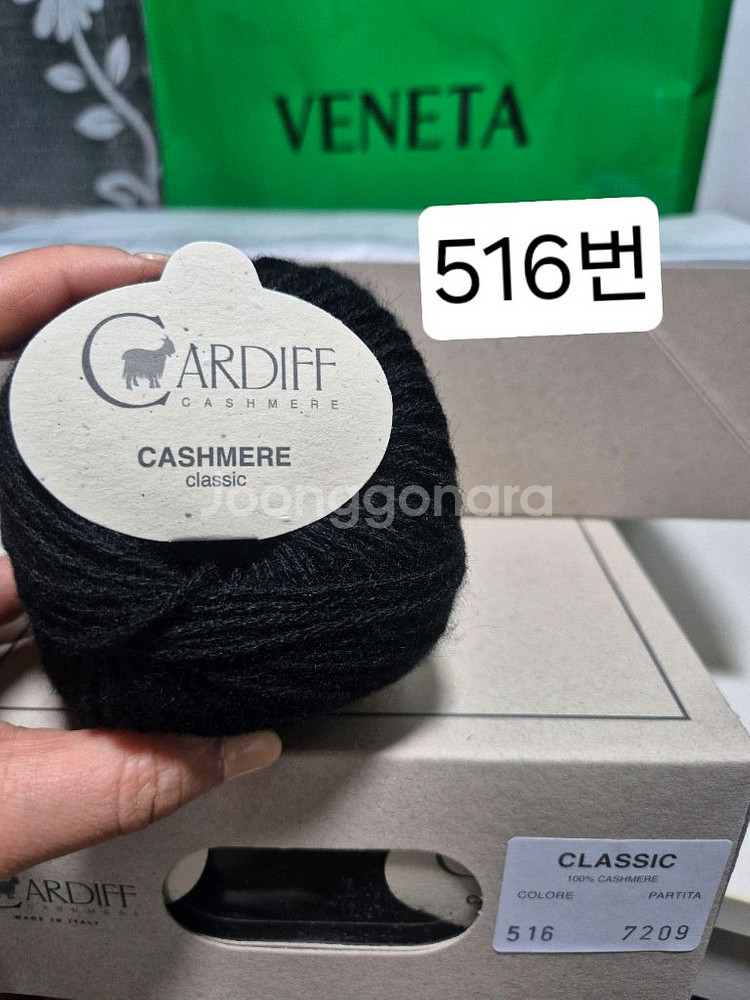 VENETA
516번
CARDIFF
CASHMERE
CASHMERE
classic
Joonggonara
CARDIFF
CASHMERE
MADE IN ITALY
CLASSIC
100% CASHMERE
COLORE PARTITA
516 7209